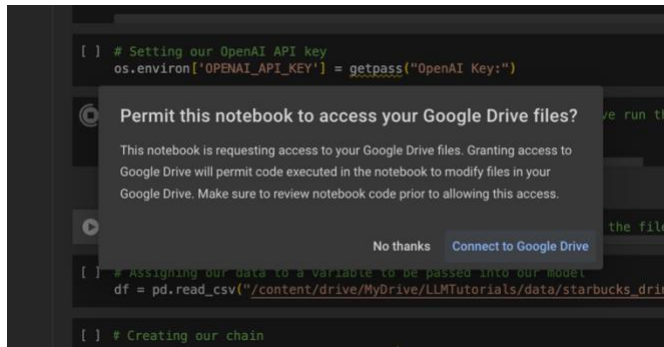 [ ] # Setting our OpenAI API key
os.environ['OPENAI_API_KEY'] = getpass("OpenAI Key:")
Permit this notebook to access your Google Drive files?
ve run th
This notebook is requesting access to your Google Drive files. Granting access to
Google Drive will permit code executed in the notebook to modify files in your
Google Drive. Make sure to review notebook code prior to allowing this access.
the file
No thanks Connect to Google Drive
[ ] # Assigning our data to a variable to be passed into our model
df = pd.read_csv("/content/drive/MyDrive/LLMTutorials/data/starbucks_drin
[ ] # Creating our chain